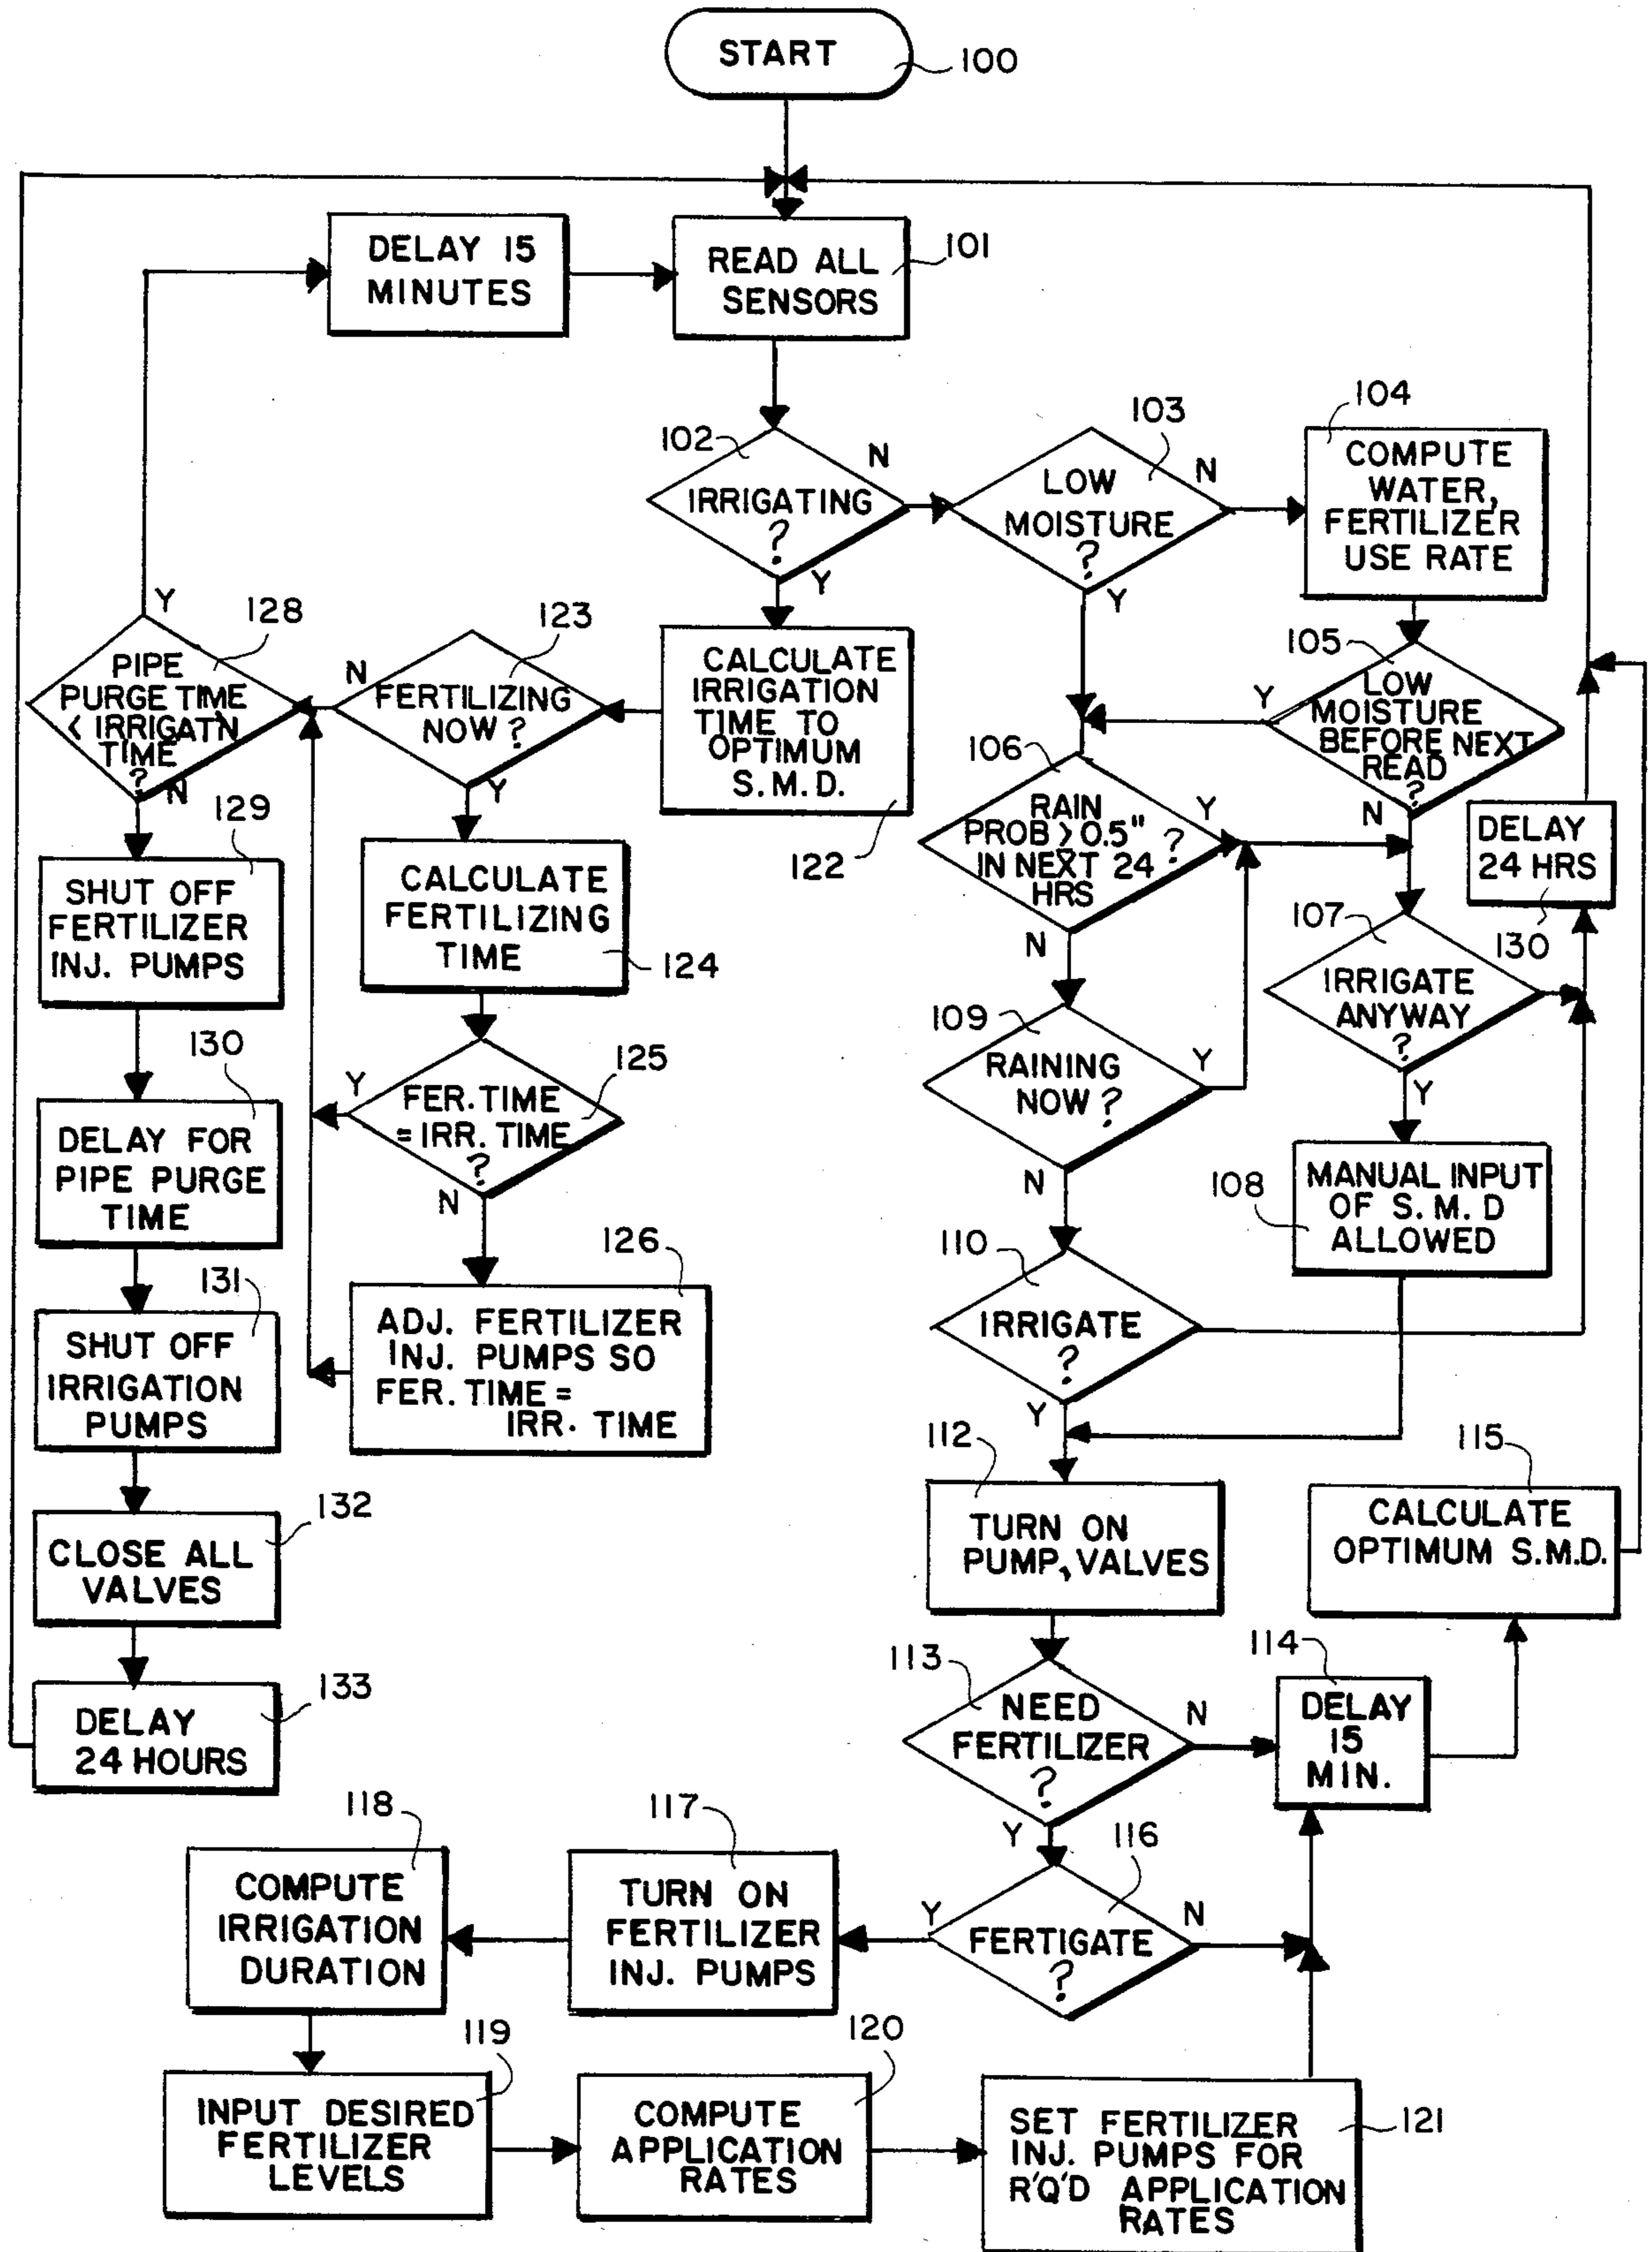 START
100
DELAY 15
MINUTES
READ ALL
SENSORS
101
102
IRRIGATING
?
N
Y
103
LOW
MOISTURE
?
N
Y
104
COMPUTE
WATER,
FERTILIZER
USE RATE
105
LOW
MOISTURE
BEFORE NEXT
READ
?
Y
N
128
PIPE
PURGE TIME
< IRRIGAT'N
TIME
?
Y
N
123
FERTILIZING
NOW ?
N
Y
CALCULATE
IRRIGATION
TIME TO
OPTIMUM
S.M.D.
122
106
RAIN
PROB > 0.5"
IN NEXT 24
HRS
?
Y
N
DELAY
24 HRS
130
107
IRRIGATE
ANYWAY
?
Y
129
SHUT OFF
FERTILIZER
INJ. PUMPS
CALCULATE
FERTILIZING
TIME
124
109
RAINING
NOW ?
Y
N
130
DELAY FOR
PIPE PURGE
TIME
125
FER. TIME
= IRR. TIME
?
Y
N
108
MANUAL INPUT
OF S. M. D
ALLOWED
110
IRRIGATE
?
Y
131
SHUT OFF
IRRIGATION
PUMPS
126
ADJ. FERTILIZER
INJ. PUMPS SO
FER. TIME =
IRR. TIME
112
TURN ON
PUMP, VALVES
115
CALCULATE
OPTIMUM S.M.D.
132
CLOSE ALL
VALVES
113
NEED
FERTILIZER
?
N
Y
114
DELAY
15
MIN.
133
DELAY
24 HOURS
118
COMPUTE
IRRIGATION
DURATION
117
TURN ON
FERTILIZER
INJ. PUMPS
116
FERTIGATE
?
Y
N
119
INPUT DESIRED
FERTILIZER
LEVELS
120
COMPUTE
APPLICATION
RATES
121
SET FERTILIZER
INJ. PUMPS FOR
R'Q'D APPLICATION
RATES